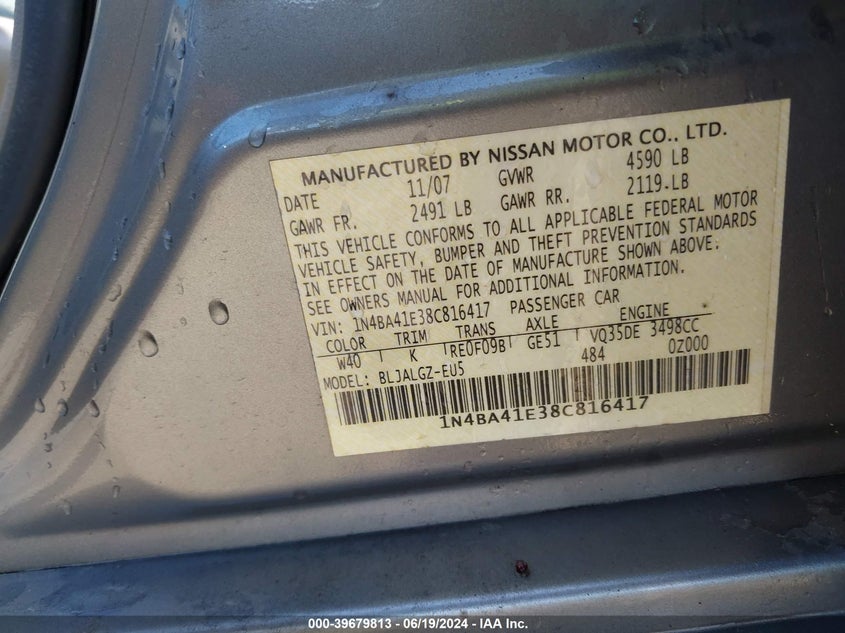 MANUFACTURED BY NISSAN MOTOR CO., LTD.
DATE 11/07 GVWR 4590 LB
GAWR FR. 2491 LB GAWR RR. 2119.LB
THIS VEHICLE CONFORMS TO ALL APPLICABLE FEDERAL MOTOR
VEHICLE SAFETY, BUMPER AND THEFT PREVENTION STANDARDS
IN EFFECT ON THE DATE OF MANUFACTURE SHOWN ABOVE.
SEE OWNERS MANUAL FOR ADDITIONAL INFORMATION.
VIN: 1N4BA41E38C816417 PASSENGER CAR
COLOR TRIM TRANS AXLE ENGINE
W40 K RE0F09B GE51 VQ35DE 3498CC
MODEL: BLJALGZ-EU5 484 0Z000
1N4BA41E38C816417
000-39679813 - 06/19/2024 - IAA Inc.